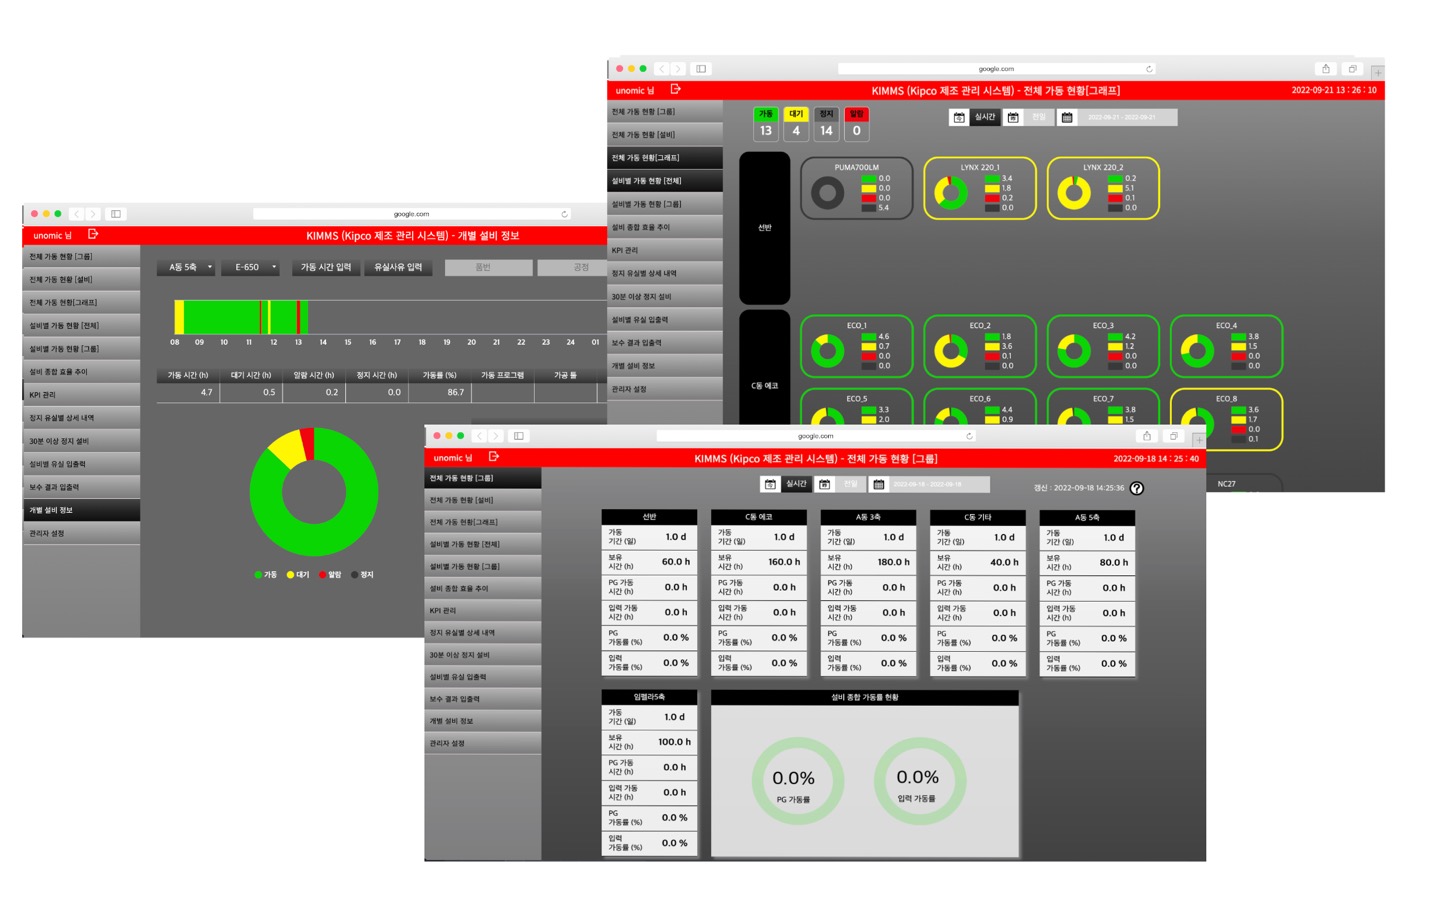 google.com
unomic 님
KIMMS (Kipco 제조 관리 시스템) - 전체 가동 현황[그래프]
2022-09-21 13 : 26 : 10
전체 가동 현황 [그룹]
전체 가동 현황 [설비]
전체 가동 현황[그래프]
설비별 가동 현황 [전체]
설비별 가동 현황 [그룹]
설비 종합 효율 추이
KPI 관리
정지 유실별 상세 내역
30분 이상 정지 설비
설비별 유실 입출력
보수 결과 입출력
개별 설비 정보
관리자 설정
가동 대기 정지 알람
13 4 14 0
실시간 전일 2022-09-21 - 2022-09-21
선반
PUMA700LM
0.0
0.0
0.0
5.4
LYNX 220_1
3.4
1.8
0.2
0.0
LYNX 220_2
0.2
5.1
0.1
0.0
C동 에코
ECO_1
4.6
0.7
0.0
0.0
ECO_2
1.8
3.6
0.1
0.0
ECO_3
4.2
1.2
0.0
0.0
ECO_4
3.8
1.5
0.0
0.0
ECO_5
3.3
2.0
ECO_6
4.4
0.9
ECO_7
3.8
1.5
ECO_8
3.6
1.7
0.0
0.1
NC27
google.com
unomic 님
KIMMS (Kipco 제조 관리 시스템) - 개별 설비 정보
전체 가동 현황 [그룹]
전체 가동 현황 [설비]
전체 가동 현황[그래프]
설비별 가동 현황 [전체]
설비별 가동 현황 [그룹]
설비 종합 효율 추이
KPI 관리
정지 유실별 상세 내역
30분 이상 정지 설비
설비별 유실 입출력
보수 결과 입출력
개별 설비 정보
관리자 설정
A동 5축 E-650 가동 시간 입력 유실사유 입력 품번 공정
08 09 10 11 12 13 14 15 16 17 18 19 20 21 22 23 24 01
가동 시간 (h) 대기 시간 (h) 알람 시간 (h) 정지 시간 (h) 가동률 (%) 가동 프로그램 가공 툴
4.7 0.5 0.2 0.0 86.7
가동 대기 알람 정지
google.com
unomic 님
KIMMS (Kipco 제조 관리 시스템) - 전체 가동 현황 [그룹]
2022-09-18 14 : 25 : 40
전체 가동 현황 [그룹]
전체 가동 현황 [설비]
전체 가동 현황[그래프]
설비별 가동 현황 [전체]
설비별 가동 현황 [그룹]
설비 종합 효율 추이
KPI 관리
정지 유실별 상세 내역
30분 이상 정지 설비
설비별 유실 입출력
보수 결과 입출력
개별 설비 정보
관리자 설정
실시간 전일 2022-09-18 - 2022-09-18
갱신 : 2022-09-18 14:25:36 ?
선반
가동
기간 (일) 1.0 d
보유
시간 (h) 60.0 h
PG 가동
시간 (h) 0.0 h
입력 가동
시간 (h) 0.0 h
PG
가동률 (%) 0.0 %
입력
가동률 (%) 0.0 %
C동 에코
가동
기간 (일) 1.0 d
보유
시간 (h) 160.0 h
PG 가동
시간 (h) 0.0 h
입력 가동
시간 (h) 0.0 h
PG
가동률 (%) 0.0 %
입력
가동률 (%) 0.0 %
A동 3축
가동
기간 (일) 1.0 d
보유
시간 (h) 180.0 h
PG 가동
시간 (h) 0.0 h
입력 가동
시간 (h) 0.0 h
PG
가동률 (%) 0.0 %
입력
가동률 (%) 0.0 %
C동 기타
가동
기간 (일) 1.0 d
보유
시간 (h) 40.0 h
PG 가동
시간 (h) 0.0 h
입력 가동
시간 (h) 0.0 h
PG
가동률 (%) 0.0 %
입력
가동률 (%) 0.0 %
A동 5축
가동
기간 (일) 1.0 d
보유
시간 (h) 80.0 h
PG 가동
시간 (h) 0.0 h
입력 가동
시간 (h) 0.0 h
PG
가동률 (%) 0.0 %
입력
가동률 (%) 0.0 %
임펠라5축
가동
기간 (일) 1.0 d
보유
시간 (h) 100.0 h
PG 가동
시간 (h) 0.0 h
입력 가동
시간 (h) 0.0 h
PG
가동률 (%) 0.0 %
입력
가동률 (%) 0.0 %
설비 종합 가동률 현황
0.0%
PG 가동률
0.0%
입력 가동률